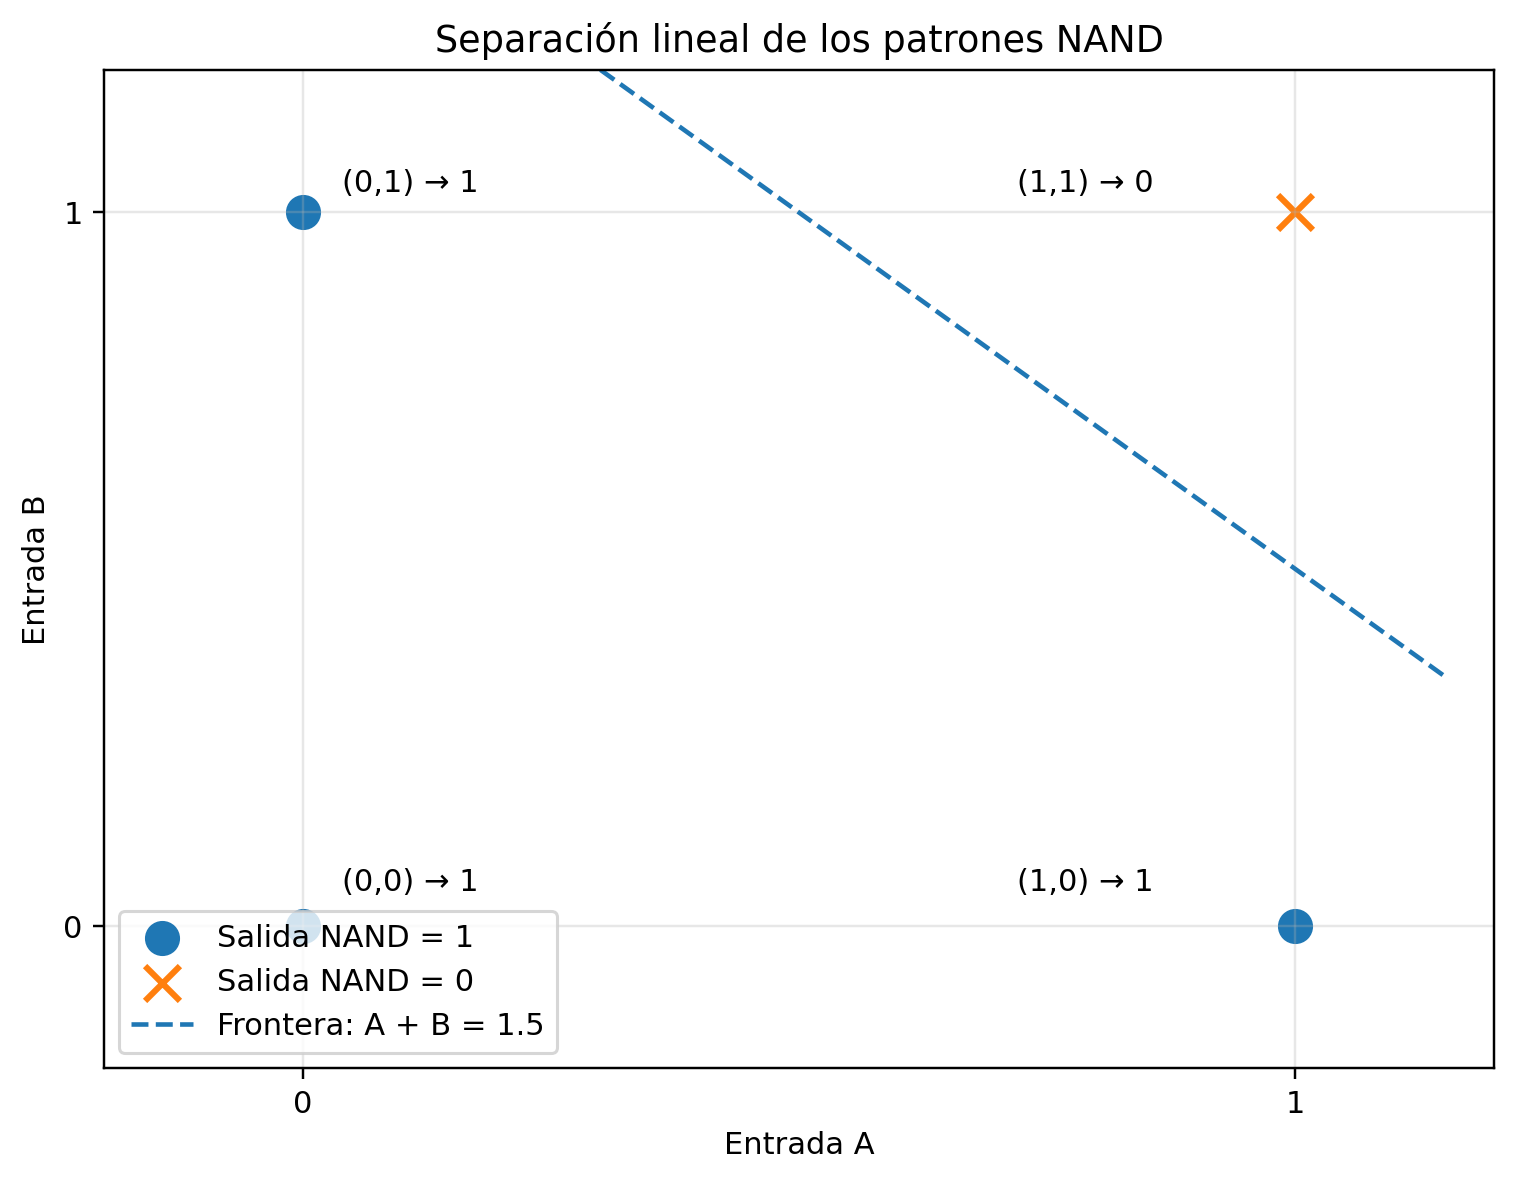 Separación lineal de los patrones NAND
(0,1) → 1
(1,1) → 0
1
Entrada B
(0,0) → 1
(1,0) → 1
0
Salida NAND = 1
Salida NAND = 0
Frontera: A + B = 1.5
0
1
Entrada A